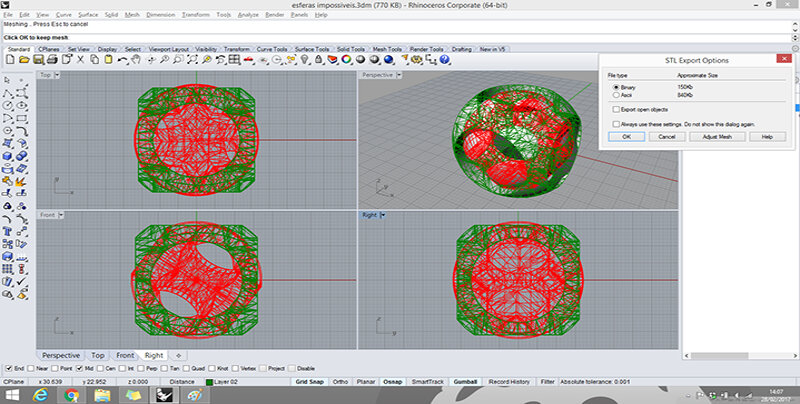 esferas impossiveis.3dm (770 KB) - Rhinoceros Corporate (64-bit)
File Edit View Curve Surface Solid Mesh Dimension Transform Tools Analyze Render Panels Help
Meshing... Press Esc to cancel
Click OK to keep mesh:
Standard CPlanes Set View Display Select Viewport Layout Visibility Transform Curve Tools Surface Tools Solid Tools Mesh Tools Render Tools Drafting New in V5
STL Export Options
File type Approximate Size
Binary 150Kb
Ascii 840Kb
Export open objects
Always use these settings. Do not show this dialog again.
OK Cancel Adjust Mesh Help
Top
Perspective
Front
Right
Perspective Top Front Right
End Near Point Mid Cen Int Perp Tan Quad Knot Vertex Project Disable
CPlane x 30.639 y 22.952 z 0.000 Distance Layer 02 Grid Snap Ortho Planar Osnap SmartTrack Gumball Record History Filter Absolute tolerance: 0.001
14:07
28/02/2017